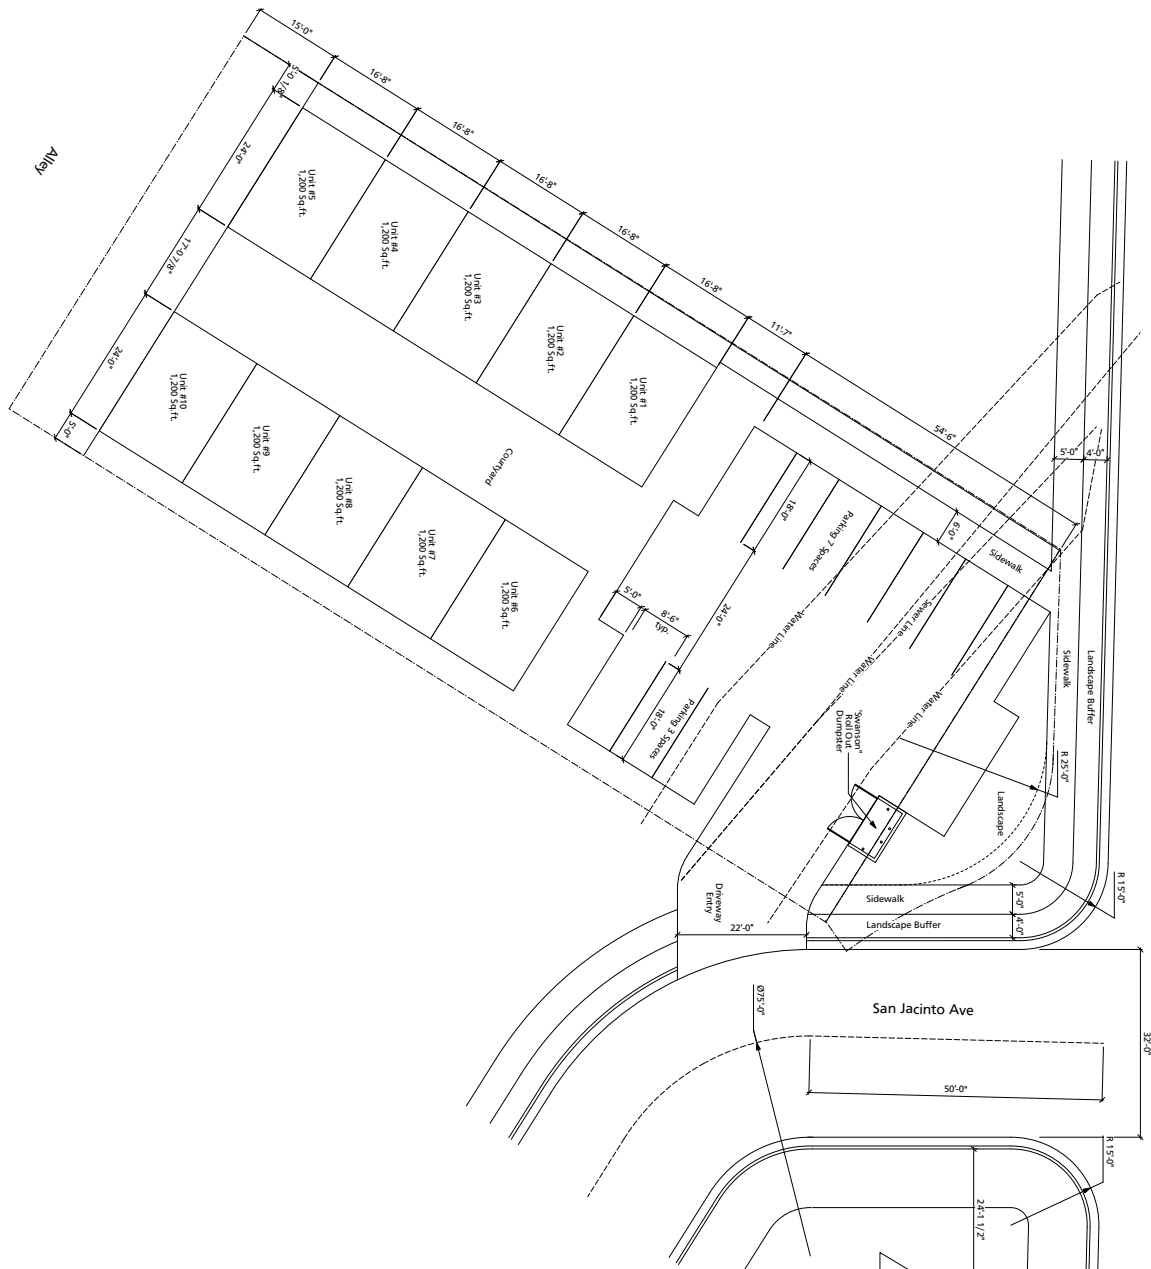 15'-0"
16'-8"
16'-8"
16'-8"
16'-8"
16'-8"
11'-7"
54'-6"
5'-0 1/8"
24'-0"
17'-0 7/8"
24'-0"
5'-0"
Alley
Unit #5
1,200 Sq.ft.
Unit #4
1,200 Sq.ft.
Unit #3
1,200 Sq.ft.
Unit #2
1,200 Sq.ft.
Unit #1
1,200 Sq.ft.
Unit #10
1,200 Sq.ft.
Unit #9
1,200 Sq.ft.
Unit #8
1,200 Sq.ft.
Unit #7
1,200 Sq.ft.
Unit #6
1,200 Sq.ft.
Courtyard
5'-0"
4'-0"
18'-0"
Parking 7 Spaces
6'-0"
Sidewalk
5'-0"
8'-6"
typ.
24'-0"
18'-0"
Parking 3 Spaces
Water Line
Sewer Line
Water Line
Water Line
Sidewalk
Landscape Buffer
"Swanson"
Roll Out
Dumpster
R 25'-0"
Landscape
R 15'-0"
Driveway
Entry
Sidewalk
5'-0"
Landscape Buffer
4'-0"
22'-0"
San Jacinto Ave
Ø75'-0"
32'-0"
50'-0"
R 15'-0"
24'-1 1/2"